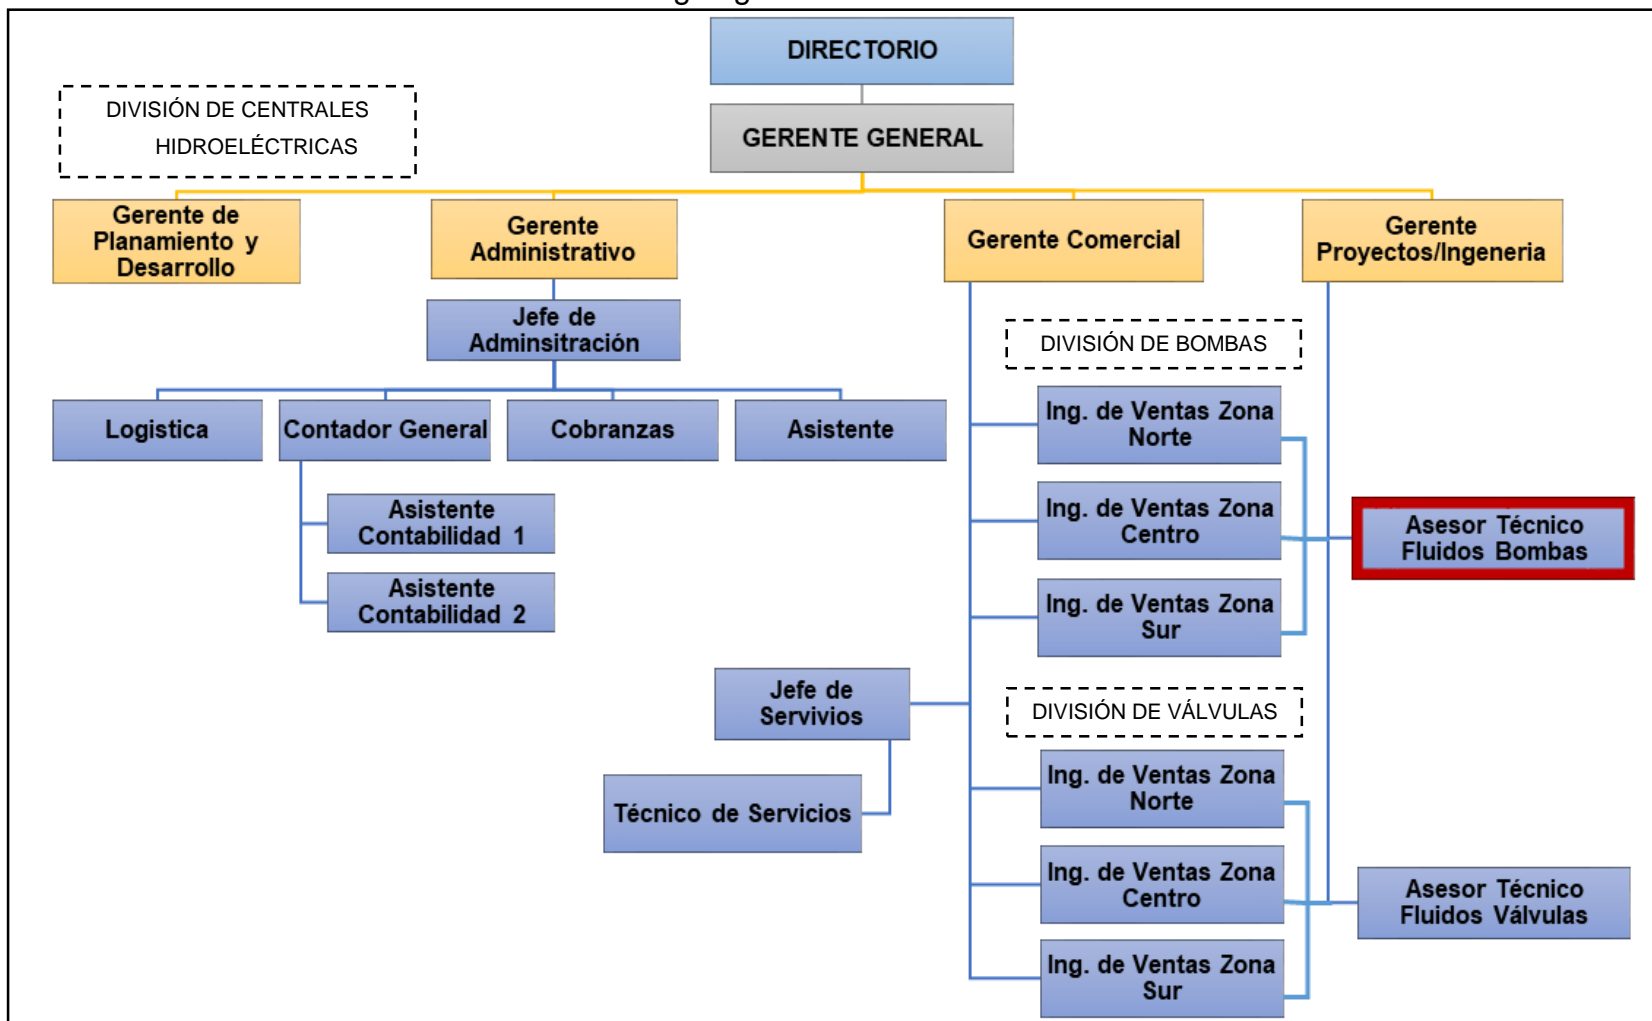 DIRECTORIO
DIVISIÓN DE CENTRALES
HIDROELÉCTRICAS
GERENTE GENERAL
Gerente de
Planamiento y
Desarrollo
Gerente
Administrativo
Gerente Comercial
Gerente
Proyectos/Ingeneria
Jefe de
Adminsitración
DIVISIÓN DE BOMBAS
Logistica
Contador General
Cobranzas
Asistente
Ing. de Ventas Zona
Norte
Asistente
Contabilidad 1
Ing. de Ventas Zona
Centro
Asesor Técnico
Fluidos Bombas
Asistente
Contabilidad 2
Ing. de Ventas Zona
Sur
Jefe de
Servivios
DIVISIÓN DE VÁLVULAS
Ing. de Ventas Zona
Norte
Técnico de Servicios
Ing. de Ventas Zona
Centro
Asesor Técnico
Fluidos Válvulas
Ing. de Ventas Zona
Sur